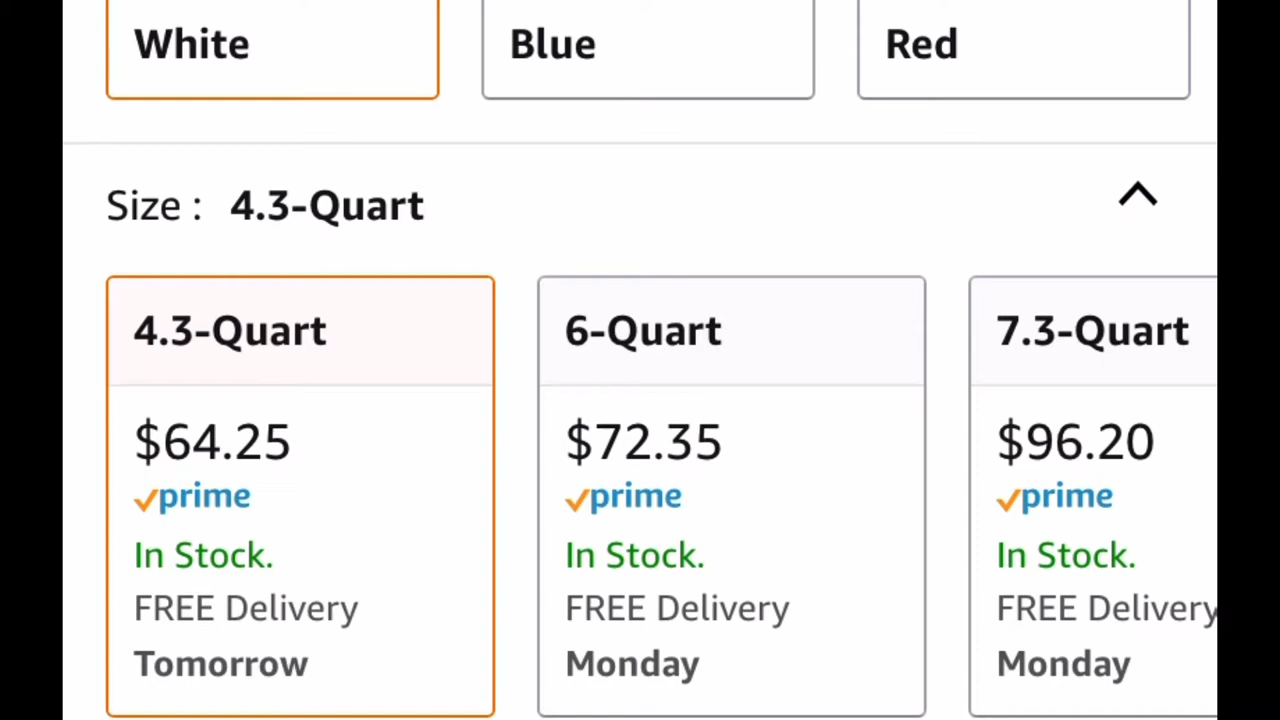 White Blue Red
Size : 4.3-Quart
4.3-Quart 6-Quart 7.3-Quart
$64.25 $72.35 $96.20
prime prime prime
In Stock. In Stock. In Stock.
FREE Delivery FREE Delivery FREE Delivery
Tomorrow Monday Monday